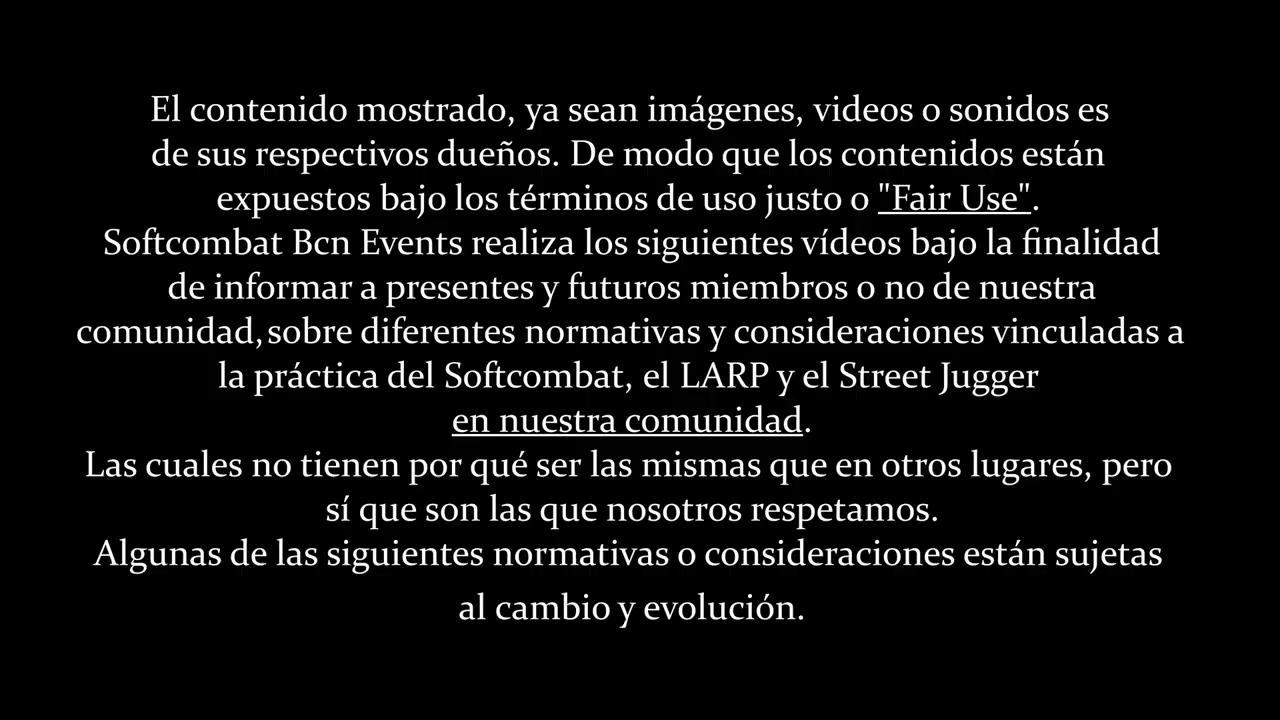 El contenido mostrado, ya sean imágenes, videos o sonidos es
de sus respectivos dueños. De modo que los contenidos están
expuestos bajo los términos de uso justo o "Fair Use".
Softcombat Bcn Events realiza los siguientes vídeos bajo la finalidad
de informar a presentes y futuros miembros o no de nuestra
comunidad, sobre diferentes normativas y consideraciones vinculadas a
la práctica del Softcombat, el LARP y el Street Jugger
en nuestra comunidad.
Las cuales no tienen por qué ser las mismas que en otros lugares, pero
sí que son las que nosotros respetamos.
Algunas de las siguientes normativas o consideraciones están sujetas
al cambio y evolución.